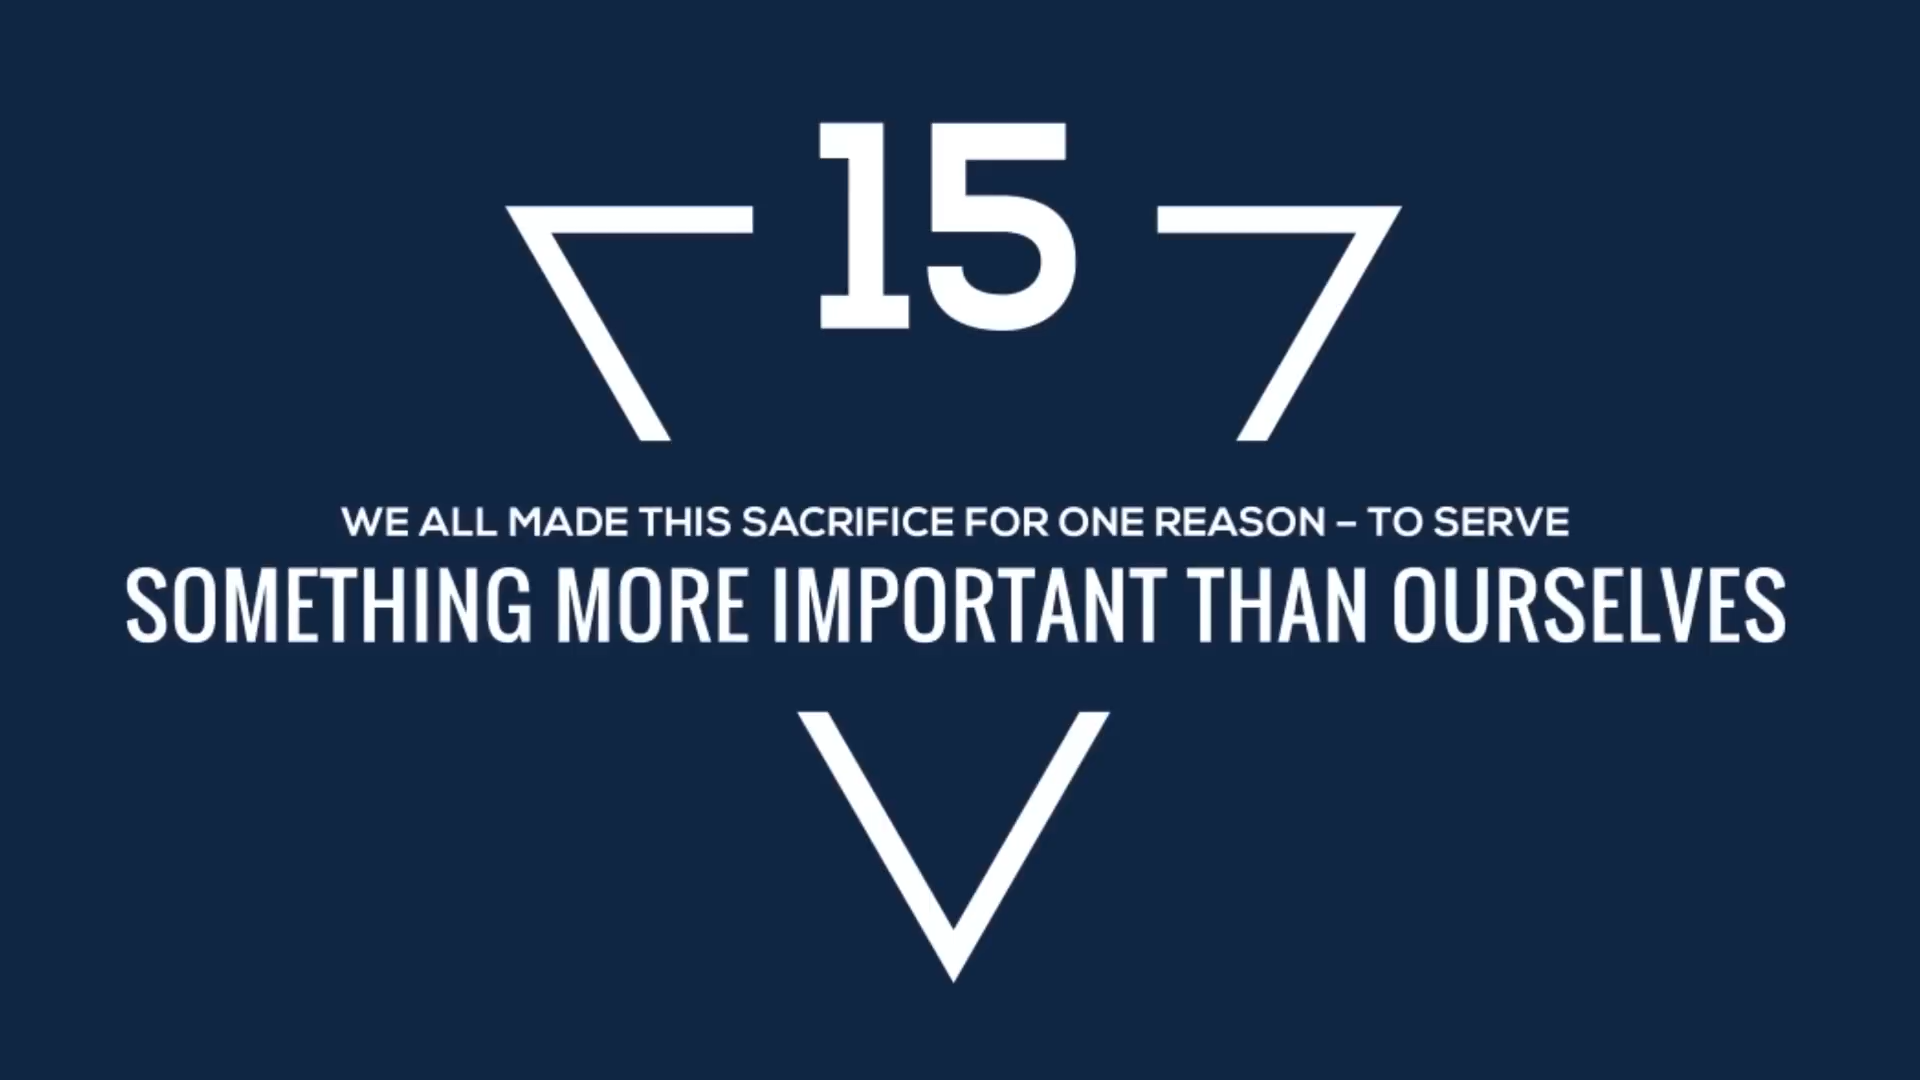 15
WE ALL MADE THIS SACRIFICE FOR ONE REASON – TO SERVE
SOMETHING MORE IMPORTANT THAN OURSELVES